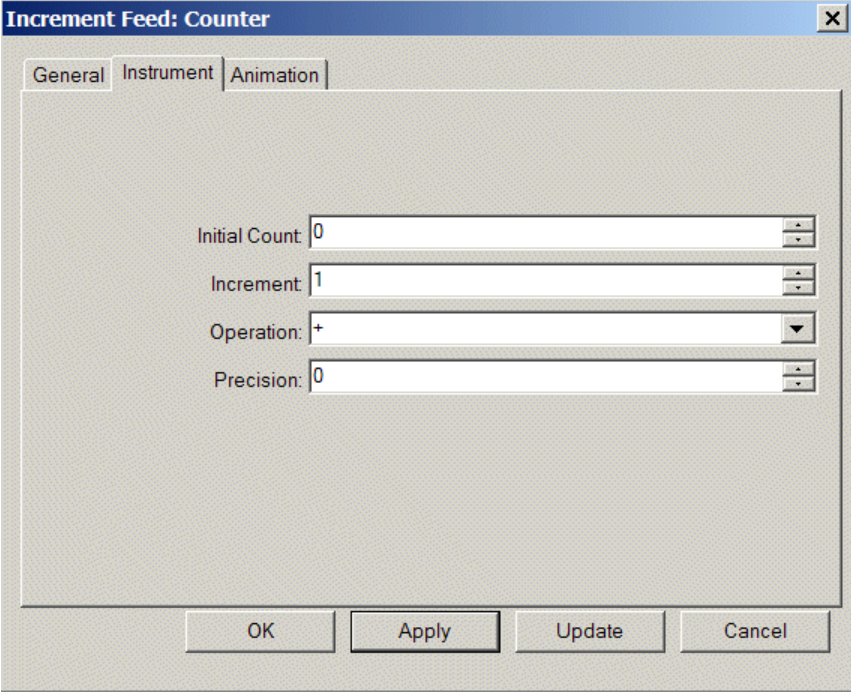 Increment Feed: Counter
General Instrument Animation
Initial Count: 0
Increment: 1
Operation: +
Precision: 0
OK Apply Update Cancel